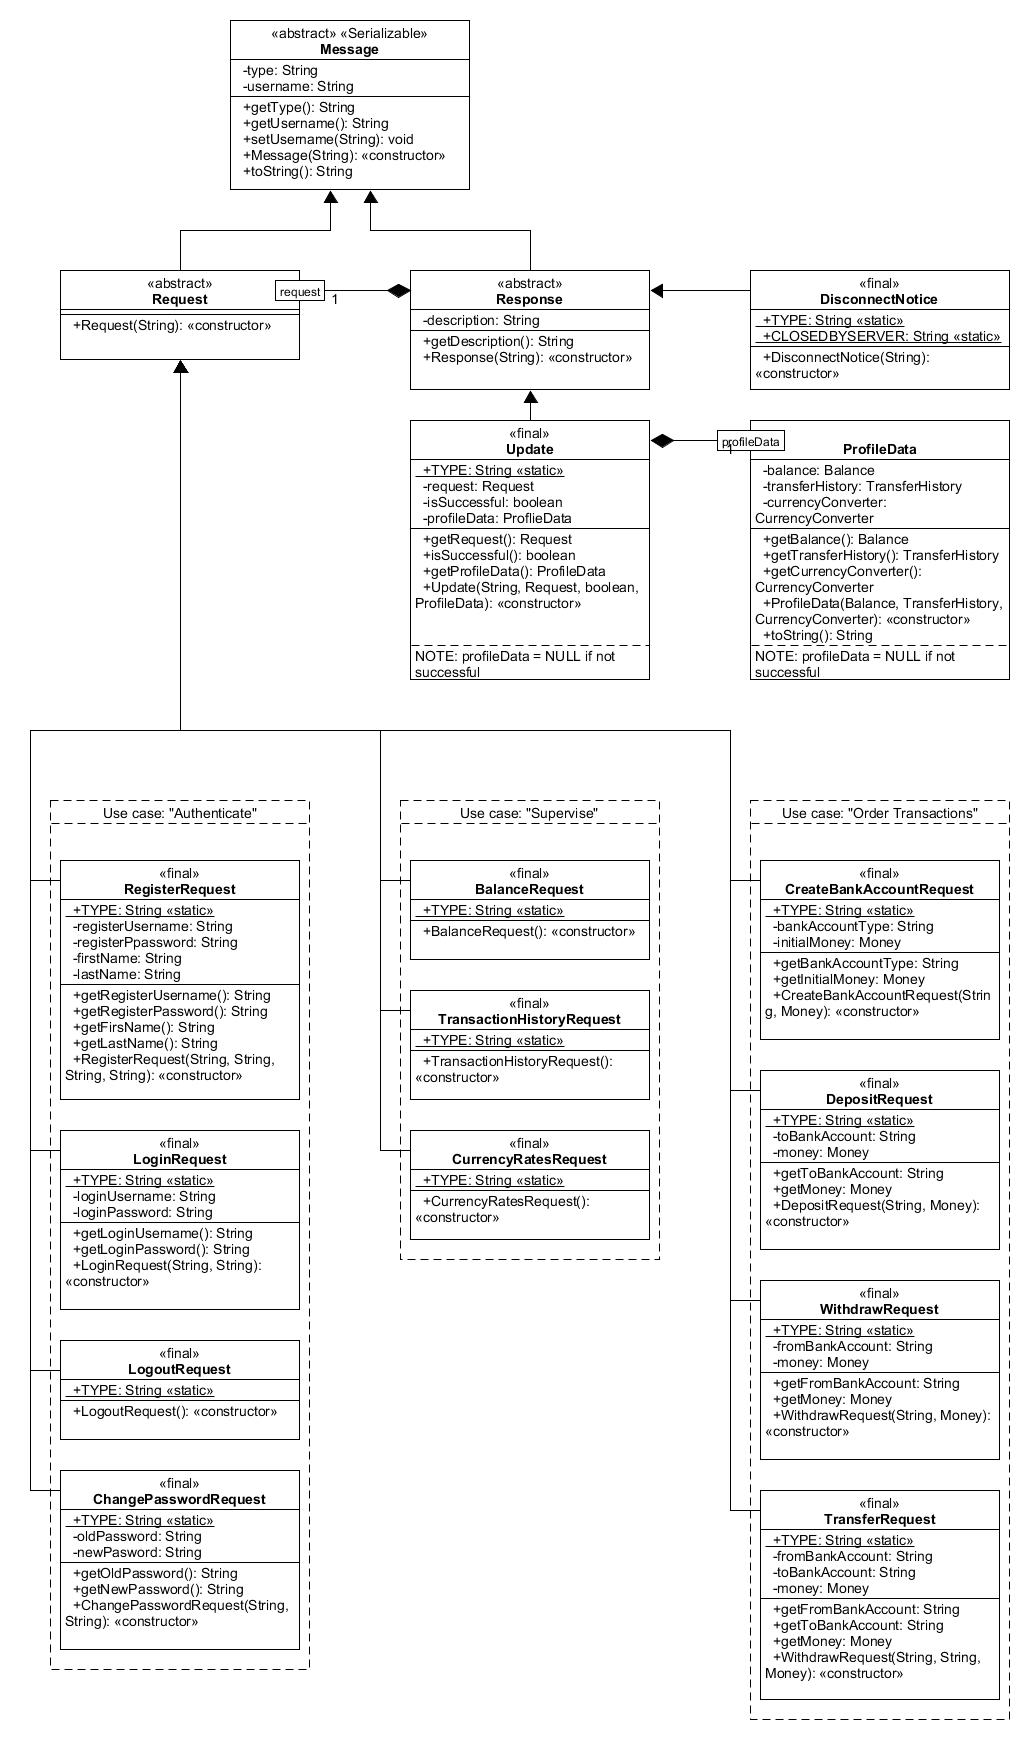 «abstract» «Serializable»
Message
-type: String
-username: String
+getType(): String
+getUsername(): String
+setUsername(String): void
+Message(String): «constructor»
+toString(): String
«abstract»
Request
+Request(String): «constructor»
request
1
«abstract»
Response
-description: String
+getDescription(): String
+Response(String): «constructor»
«final»
DisconnectNotice
+TYPE: String «static»
+CLOSEDBYSERVER: String «static»
+DisconnectNotice(String):
«constructor»
«final»
Update
+TYPE: String «static»
-request: Request
-isSuccessful: boolean
-profileData: ProflieData
+getRequest(): Request
+isSuccessful(): boolean
+getProfileData(): ProfileData
+Update(String, Request, boolean,
ProfileData): «constructor»
NOTE: profileData = NULL if not
successful
profileData
1
ProfileData
-balance: Balance
-transferHistory: TransferHistory
-currencyConverter:
CurrencyConverter
+getBalance(): Balance
+getTransferHistory(): TransferHistory
+getCurrencyConverter():
CurrencyConverter
+ProfileData(Balance, TransferHistory,
CurrencyConverter): «constructor»
+toString(): String
NOTE: profileData = NULL if not
successful
Use case: "Authenticate"
«final»
RegisterRequest
+TYPE: String «static»
-registerUsername: String
-registerPpassword: String
-firstName: String
-lastName: String
+getRegisterUsername(): String
+getRegisterPassword(): String
+getFirsName(): String
+getLastName(): String
+RegisterRequest(String, String,
String, String): «constructor»
«final»
LoginRequest
+TYPE: String «static»
-loginUsername: String
-loginPassword: String
+getLoginUsername(): String
+getLoginPassword(): String
+LoginRequest(String, String):
«constructor»
«final»
LogoutRequest
+TYPE: String «static»
+LogoutRequest(): «constructor»
«final»
ChangePasswordRequest
+TYPE: String «static»
-oldPassword: String
-newPasword: String
+getOldPassword(): String
+getNewPassword(): String
+ChangePasswordRequest(String,
String): «constructor»
Use case: "Supervise"
«final»
BalanceRequest
+TYPE: String «static»
+BalanceRequest(): «constructor»
«final»
TransactionHistoryRequest
+TYPE: String «static»
+TransactionHistoryRequest():
«constructor»
«final»
CurrencyRatesRequest
+TYPE: String «static»
+CurrencyRatesRequest():
«constructor»
Use case: "Order Transactions"
«final»
CreateBankAccountRequest
+TYPE: String «static»
-bankAccountType: String
-initialMoney: Money
+getBankAccountType: String
+getInitialMoney: Money
+CreateBankAccountRequest(Strin
g, Money): «constructor»
«final»
DepositRequest
+TYPE: String «static»
-toBankAccount: String
-money: Money
+getToBankAccount: String
+getMoney: Money
+DepositRequest(String, Money):
«constructor»
«final»
WithdrawRequest
+TYPE: String «static»
-fromBankAccount: String
-money: Money
+getFromBankAccount: String
+getMoney: Money
+WithdrawRequest(String, Money):
«constructor»
«final»
TransferRequest
+TYPE: String «static»
-fromBankAccount: String
-toBankAccount: String
-money: Money
+getFromBankAccount: String
+getToBankAccount: String
+getMoney: Money
+WithdrawRequest(String, String,
Money): «constructor»